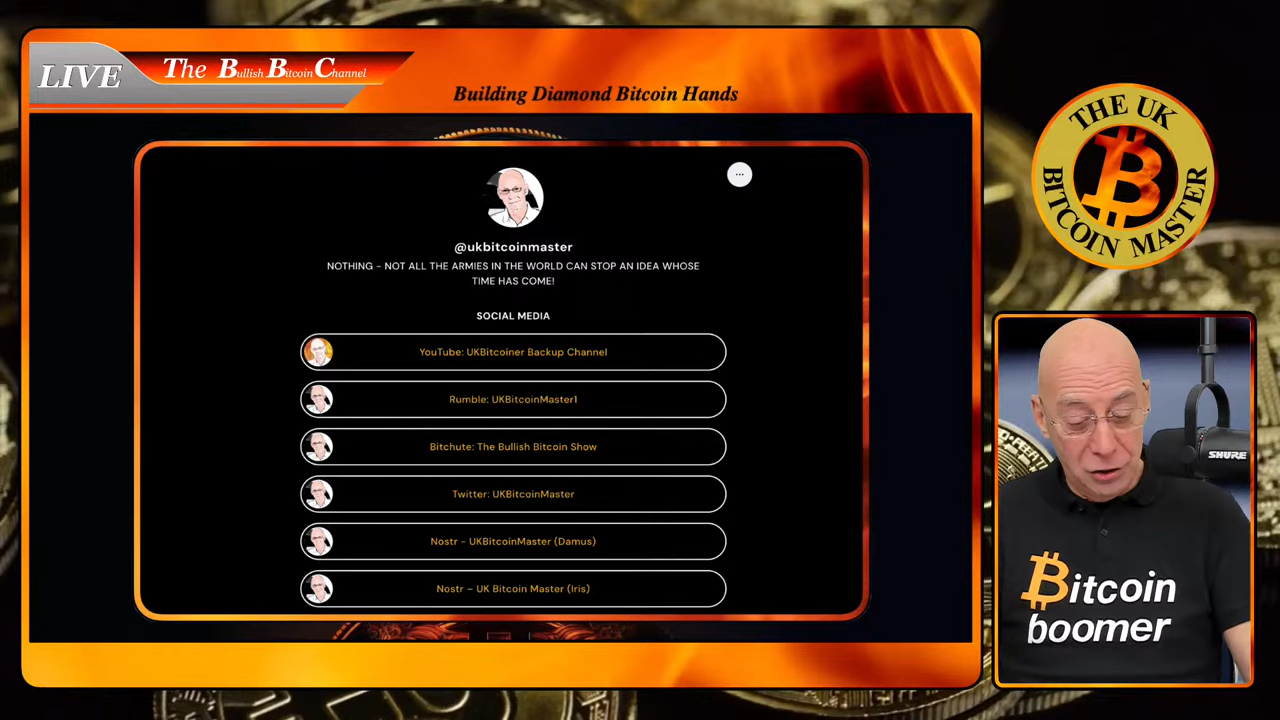 LIVE
The Bullish Bitcoin Channel
Building Diamond Bitcoin Hands
THE UK
BITCOIN MASTER
@ukbitcoinmaster
NOTHING - NOT ALL THE ARMIES IN THE WORLD CAN STOP AN IDEA WHOSE
TIME HAS COME!
SOCIAL MEDIA
YouTube: UKBitcoiner Backup Channel
Rumble: UKBitcoinMaster1
Bitchute: The Bullish Bitcoin Show
Twitter: UKBitcoinMaster
Nostr - UKBitcoinMaster (Damus)
Nostr – UK Bitcoin Master (Iris)
SHURE
Bitcoin
boomer